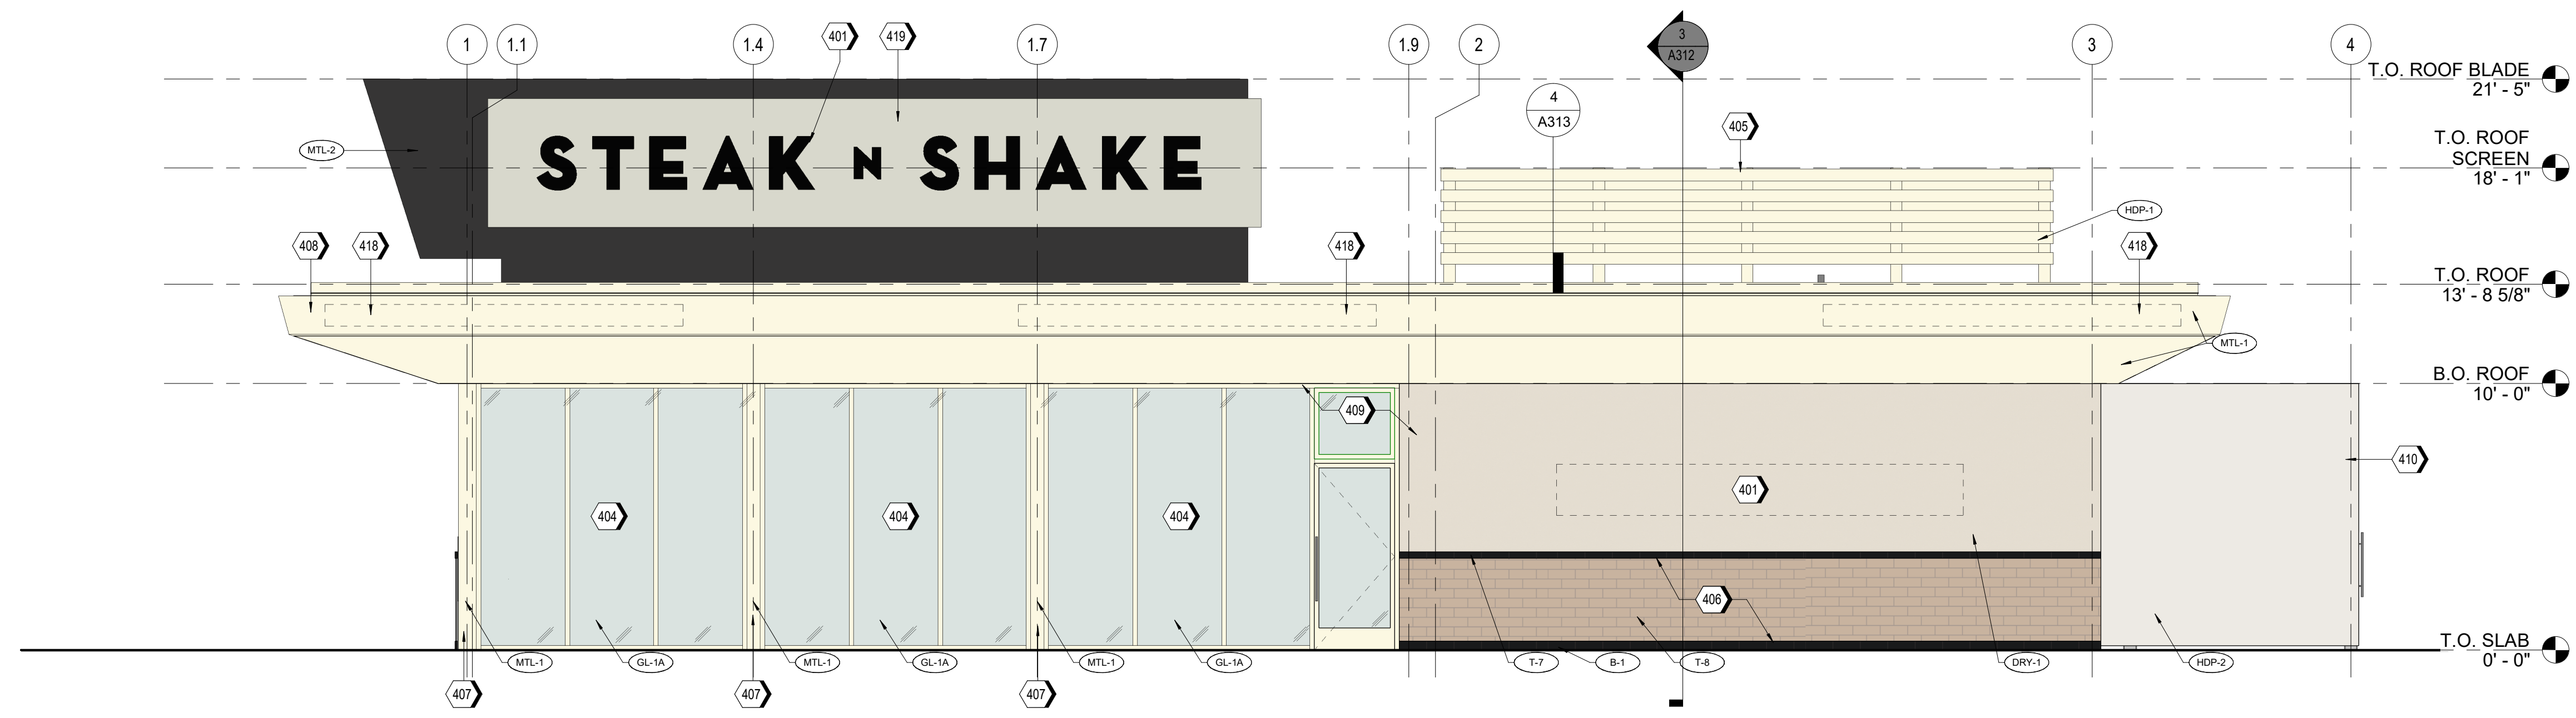 1
1.1
1.4
401
419
1.7
1.9
2
3
A312
3
4
T.O. ROOF BLADE
21' - 5"
4
A313
405
MTL-2
STEAK N SHAKE
T.O. ROOF
SCREEN
18' - 1"
HDP-1
408
418
418
418
T.O. ROOF
13' - 8 5/8"
MTL-1
B.O. ROOF
10' - 0"
409
410
404
404
404
401
406
T.O. SLAB
0' - 0"
MTL-1
GL-1A
MTL-1
GL-1A
MTL-1
GL-1A
T-7
B-1
T-8
DRY-1
HDP-2
407
407
407